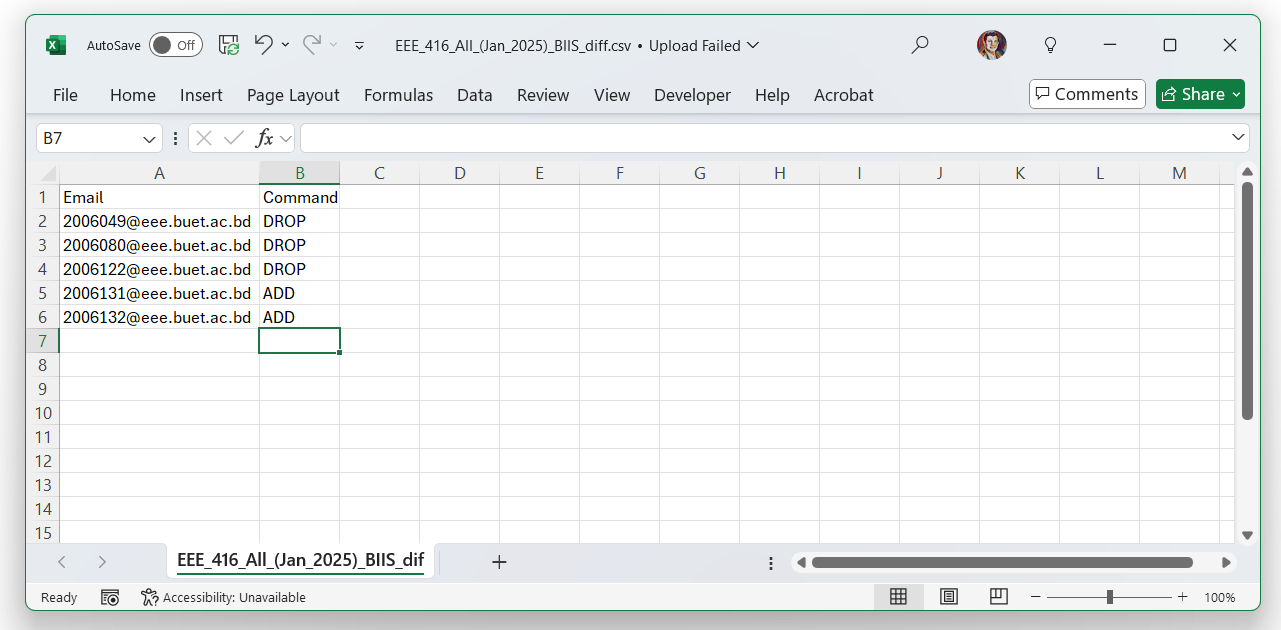 AutoSave Off EEE_416_All_(Jan_2025)_BIIS_diff.csv • Upload Failed
File Home Insert Page Layout Formulas Data Review View Developer Help Acrobat Comments Share
B7 fx
A B C D E F G H I J K L M
1 Email Command
2 2006049@eee.buet.ac.bd DROP
3 2006080@eee.buet.ac.bd DROP
4 2006122@eee.buet.ac.bd DROP
5 2006131@eee.buet.ac.bd ADD
6 2006132@eee.buet.ac.bd ADD
7
8
9
10
11
12
13
14
15
EEE_416_All_(Jan_2025)_BIIS_dif
Ready Accessibility: Unavailable 100%